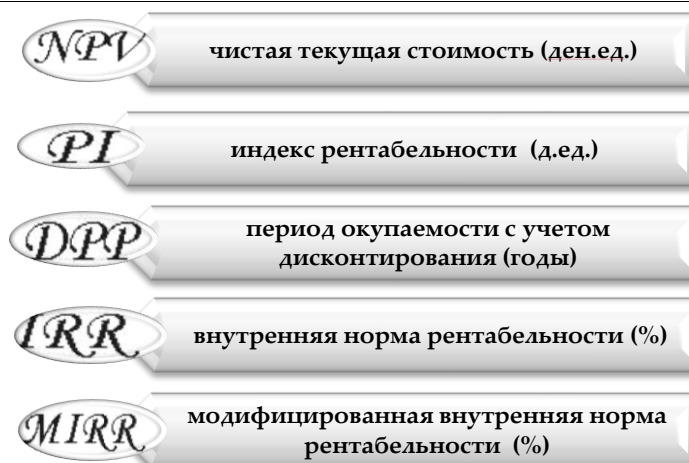 NPV
чистая текущая стоимость (ден.ед.)
PI
индекс рентабельности (д.ед.)
DPP
период окупаемости с учетом
дисконтирования (годы)
IRR
внутренняя норма рентабельности (%)
MIRR
модифицированная внутренняя норма
рентабельности (%)